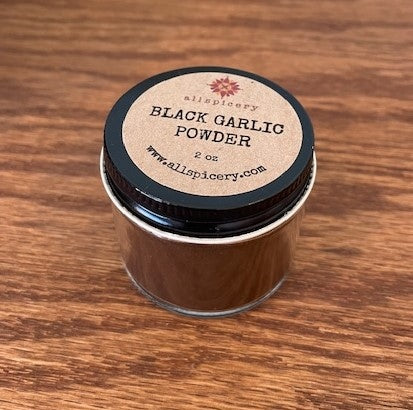 allspicery
BLACK GARLIC
POWDER
2 oz
www.allspicery.com